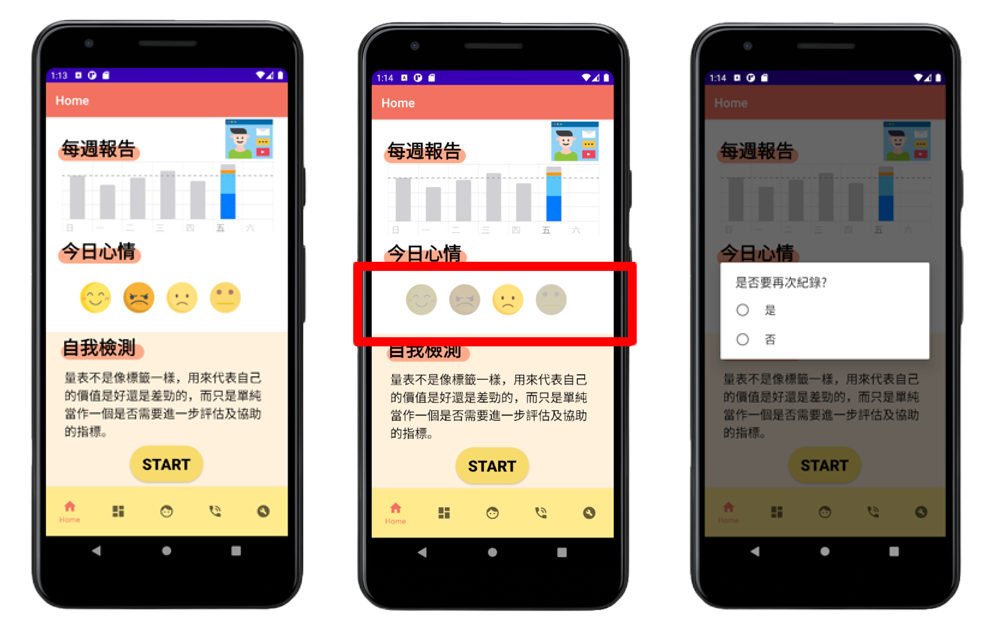 1:13
Home
每週報告
日 一 二 三 四 五 六
今日心情
自我檢測
量表不是像標籤一樣，用來代表自己
的價值是好還是差勁的，而只是單純
當作一個是否需要進一步評估及協助
的指標。
START
Home
1:14
Home
每週報告
日 一 二 三 四 五 六
今日心情
自我檢測
量表不是像標籤一樣，用來代表自己
的價值是好還是差勁的，而只是單純
當作一個是否需要進一步評估及協助
的指標。
START
Home
1:14
Home
每週報告
日 一 二 三 四 五 六
今日心情
是否要再次紀錄?
是
否
量表不是像標籤一樣，用來代表自己
的價值是好還是差勁的，而只是單純
當作一個是否需要進一步評估及協助
的指標。
START
Home